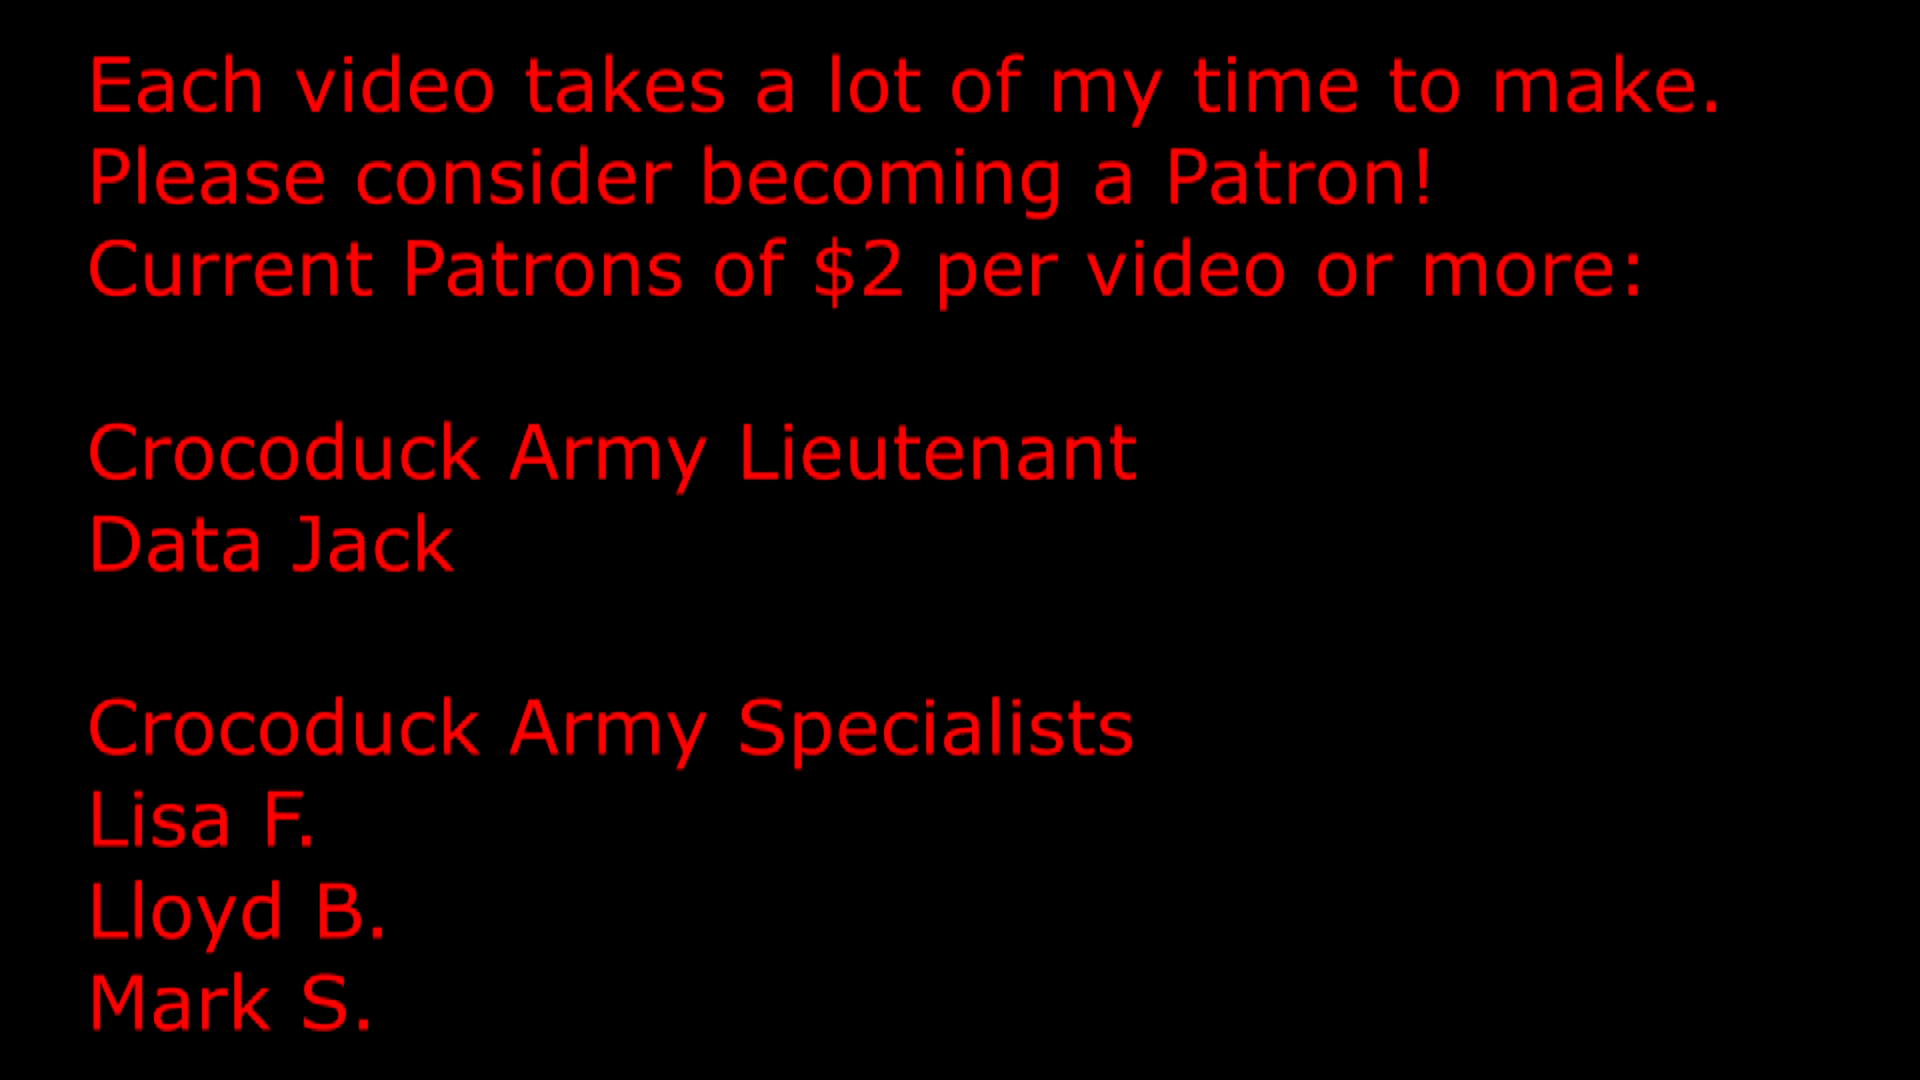 Each video takes a lot of my time to make.
Please consider becoming a Patron!
Current Patrons of $2 per video or more:
Crocoduck Army Lieutenant
Data Jack
Crocoduck Army Specialists
Lisa F.
Lloyd B.
Mark S.